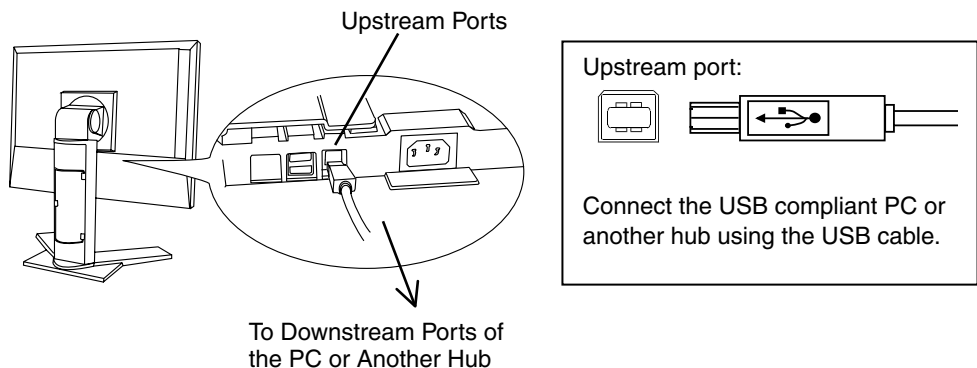 Upstream Ports
To Downstream Ports of
the PC or Another Hub
Upstream port:
Connect the USB compliant PC or
another hub using the USB cable.